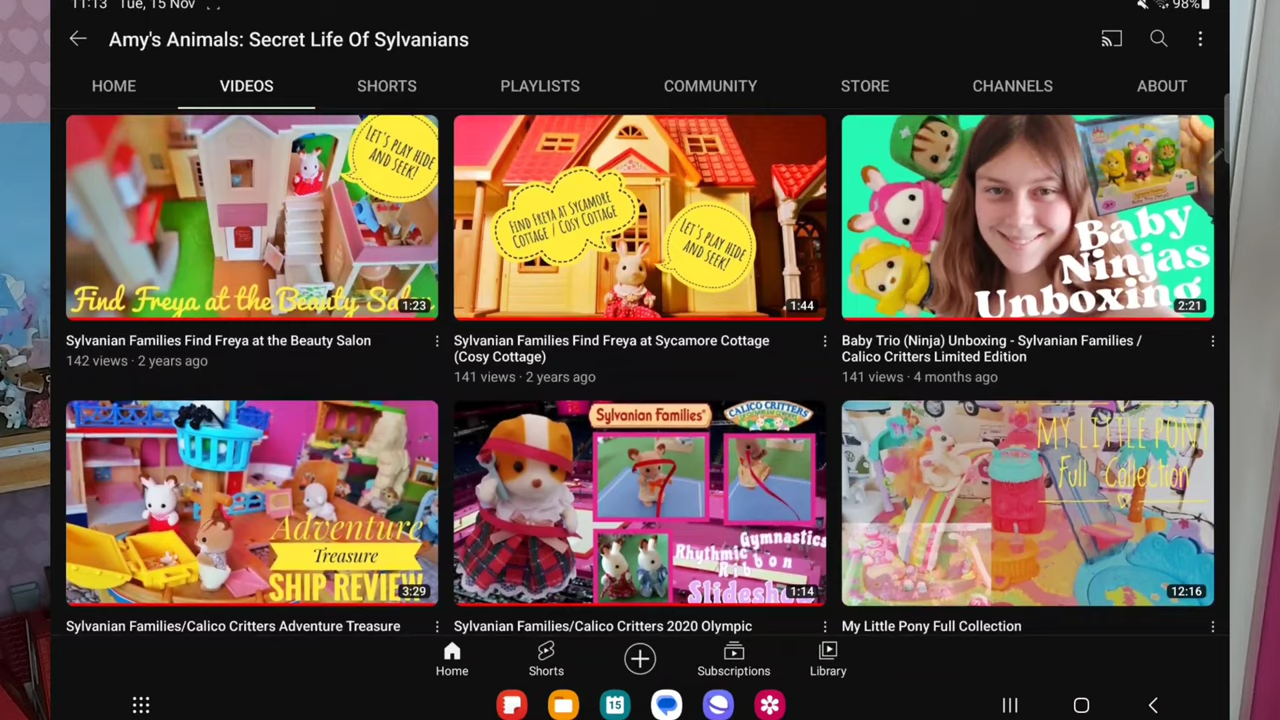 11:13 Tue, 15 Nov
98%
Amy's Animals: Secret Life Of Sylvanians
HOME VIDEOS SHORTS PLAYLISTS COMMUNITY STORE CHANNELS ABOUT
LET'S PLAY HIDE
AND SEEK!
Find Freya at the Beauty Sa
1:23
FIND FREYA AT SYCAMORE
COTTAGE / COSY COTTAGE
LET'S PLAY HIDE
AND SEEK!
1:44
Baby
Ninjas
Unboxing
2:21
Sylvanian Families Find Freya at the Beauty Salon
142 views · 2 years ago
Sylvanian Families Find Freya at Sycamore Cottage
(Cosy Cottage)
141 views · 2 years ago
Baby Trio (Ninja) Unboxing - Sylvanian Families /
Calico Critters Limited Edition
141 views · 4 months ago
Adventure
Treasure
SHIP REVIEW
3:29
Sylvanian Families
CALICO CRITTERS
Gymnastics
Rhythmic
Ribbon
Slideshow
1:14
MY LITTLE PONY
Full Collection
12:16
Sylvanian Families/Calico Critters Adventure Treasure
Sylvanian Families/Calico Critters 2020 Olympic
My Little Pony Full Collection
Home Shorts Subscriptions Library
15